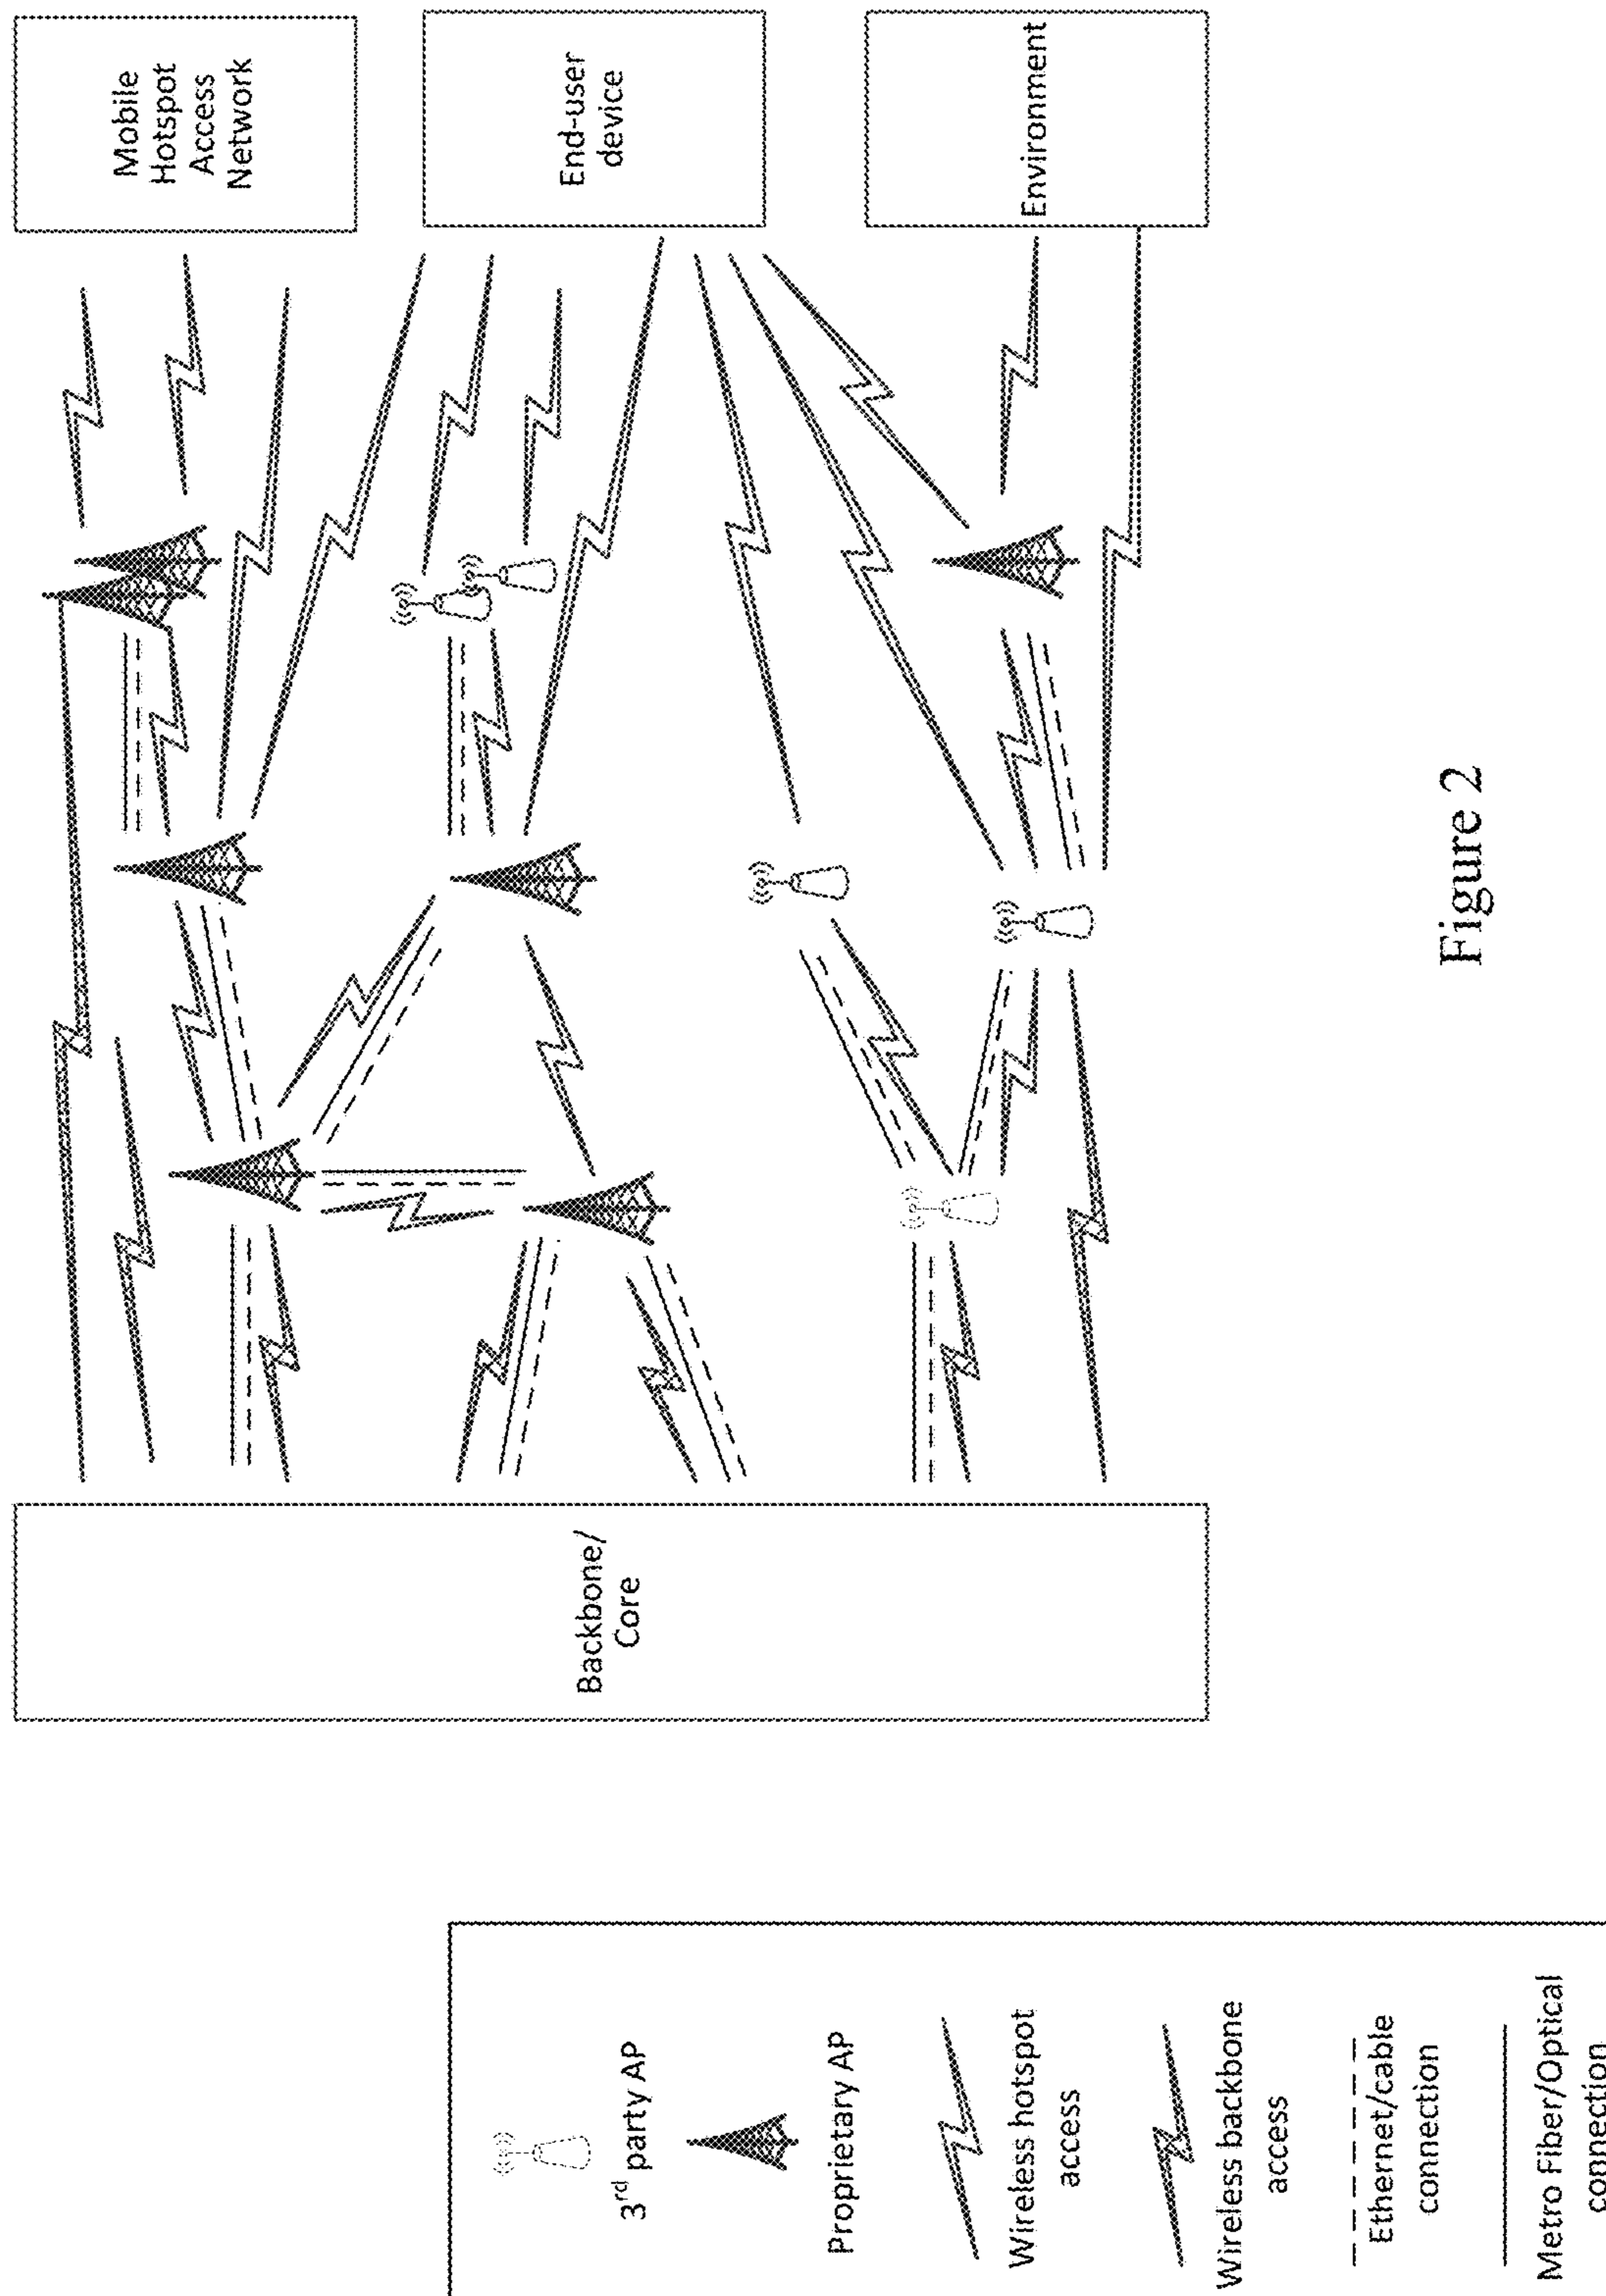 Mobile
Hotspot
Access
Network
End-user
device
Environment
Backbone/
Core
3rd party AP
Proprietary AP
Wireless hotspot
access
Wireless backbone
access
Ethernet/cable
connection
Metro Fiber/Optical
connection
Figure 2